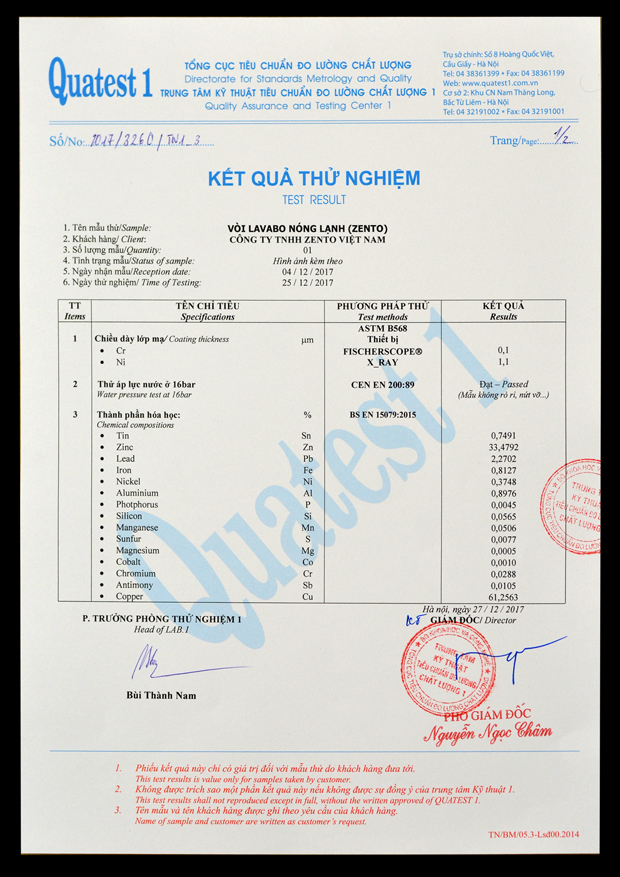 Quatest 1
TỔNG CỤC TIÊU CHUẨN ĐO LƯỜNG CHẤT LƯỢNG
Directorate for Standards Metrology and Quality
TRUNG TÂM KỸ THUẬT TIÊU CHUẨN ĐO LƯỜNG CHẤT LƯỢNG 1
Quality Assurance and Testing Center 1
Trụ sở chính: Số 8 Hoàng Quốc Việt,
Cầu Giấy - Hà Nội
Tel: 04 38361399 • Fax: 04 38361199
Web: www.quatest1.com.vn
Cơ sở 2: Khu CN Nam Thăng Long,
Bắc Từ Liêm - Hà Nội
Tel: 04 32191002 • Fax: 04 32191001
Số/No: 2017/3260/TN1_3
Trang/Page: 1/2
KẾT QUẢ THỬ NGHIỆM
TEST RESULT
1. Tên mẫu thử/Sample: VÒI LAVABO NÓNG LẠNH (ZENTO)
2. Khách hàng/ Client: CÔNG TY TNHH ZENTO VIỆT NAM
3. Số lượng mẫu/Quantity: 01
4. Tình trạng mẫu/Status of sample: Hình ảnh kèm theo
5. Ngày nhận mẫu/Reception date: 04 / 12 / 2017
6. Ngày thử nghiệm/ Time of Testing: 25 / 12 / 2017
TT TÊN CHỈ TIÊU PHƯƠNG PHÁP THỬ KẾT QUẢ
Items Specifications Test methods Results
ASTM B568
1 Chiều dày lớp mạ/ Coating thickness µm Thiết bị
• Cr FISCHERSCOPE® 0,1
• Ni X_RAY 1,1
2 Thử áp lực nước ở 16bar CEN EN 200:89 Đạt – Passed
Water pressure test at 16bar (Mẫu không rò rỉ, nứt vỡ...)
3 Thành phần hóa học: % BS EN 15079:2015
Chemical compositions
• Tin Sn 0,7491
• Zinc Zn 33,4792
• Lead Pb 2,2702
• Iron Fe 0,8127
• Nickel Ni 0,3748
• Aluminium Al 0,8976
• Photphorus P 0,0045
• Silicon Si 0,0565
• Manganese Mn 0,0506
• Sunfur S 0,0077
• Magnesium Mg 0,0005
• Cobalt Co 0,0010
• Chromium Cr 0,0288
• Antimony Sb 0,0105
• Copper Cu 61,2563
Quatest 1
Hà nội, ngày 27 / 12 / 2017
P. TRƯỞNG PHÒNG THỬ NGHIỆM 1
Head of LAB.1
GIÁM ĐỐC/ Director
TRUNG TÂM
KỸ THUẬT
TIÊU CHUẨN ĐO LƯỜNG
CHẤT LƯỢNG 1
Bùi Thành Nam
PHÓ GIÁM ĐỐC
Nguyễn Ngọc Châm
1. Phiếu kết quả này chỉ có giá trị đối với mẫu thử do khách hàng đưa tới.
This test results is value only for samples taken by customer.
2. Không được trích sao một phần kết quả này nếu không được sự đồng ý của trung tâm Kỹ thuật 1.
This test results shall not reproduced except in full, without the written approved of QUATEST 1.
3. Tên mẫu và tên khách hàng được ghi theo yêu cầu của khách hàng.
Name of sample and customer are written as customer's request.
TN/BM/05.3-Lsđ00.2014